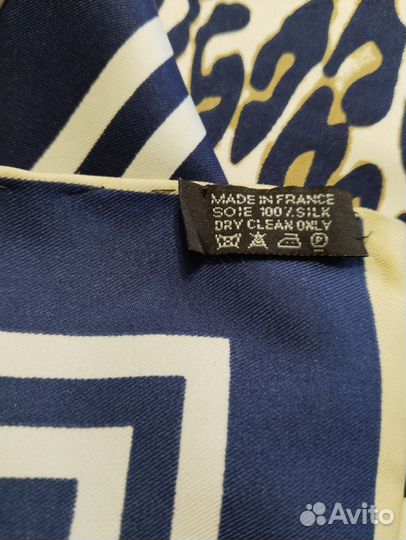 MADE IN FRANCE
SOIE 100% SILK
DRY CLEAN ONLY
P
Avito